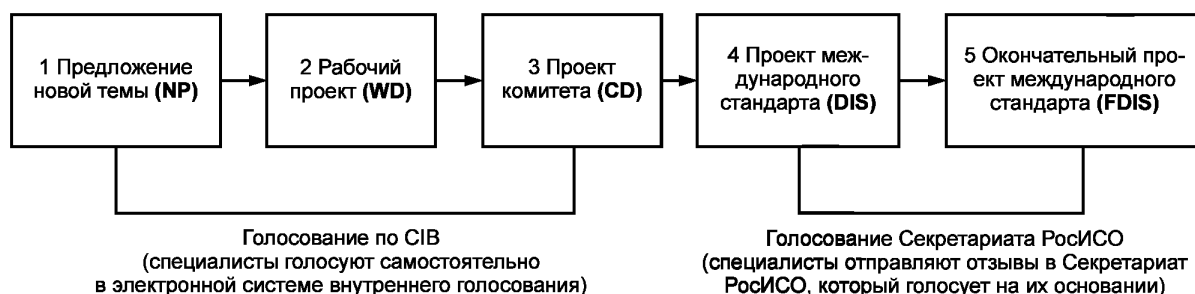 1 Предложение
новой темы (NP)
2 Рабочий
проект (WD)
3 Проект
комитета (CD)
4 Проект меж-
дународного
стандарта (DIS)
5 Окончательный про-
ект международного
стандарта (FDIS)
Голосование по CIB
(специалисты голосуют самостоятельно
в электронной системе внутреннего голосования)
Голосование Секретариата РосИСО
(специалисты отправляют отзывы в Секретариат
РосИСО, который голосует на их основании)